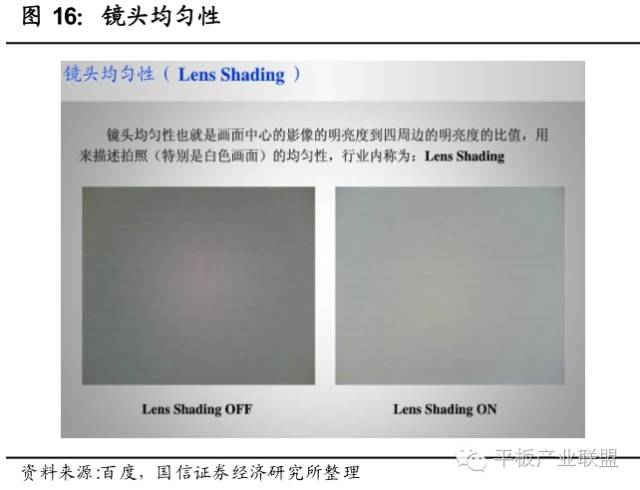 图 16： 镜头均匀性
镜头均匀性（ Lens Shading ）
镜头均匀性也就是画面中心的影像的明亮度到四周边的明亮度的比值，用
来描述拍照（特别是白色画面）的均匀性，行业内称为：Lens Shading
Lens Shading OFF
Lens Shading ON
资料来源:百度，国信证券经济研究所整理
平板产业联盟